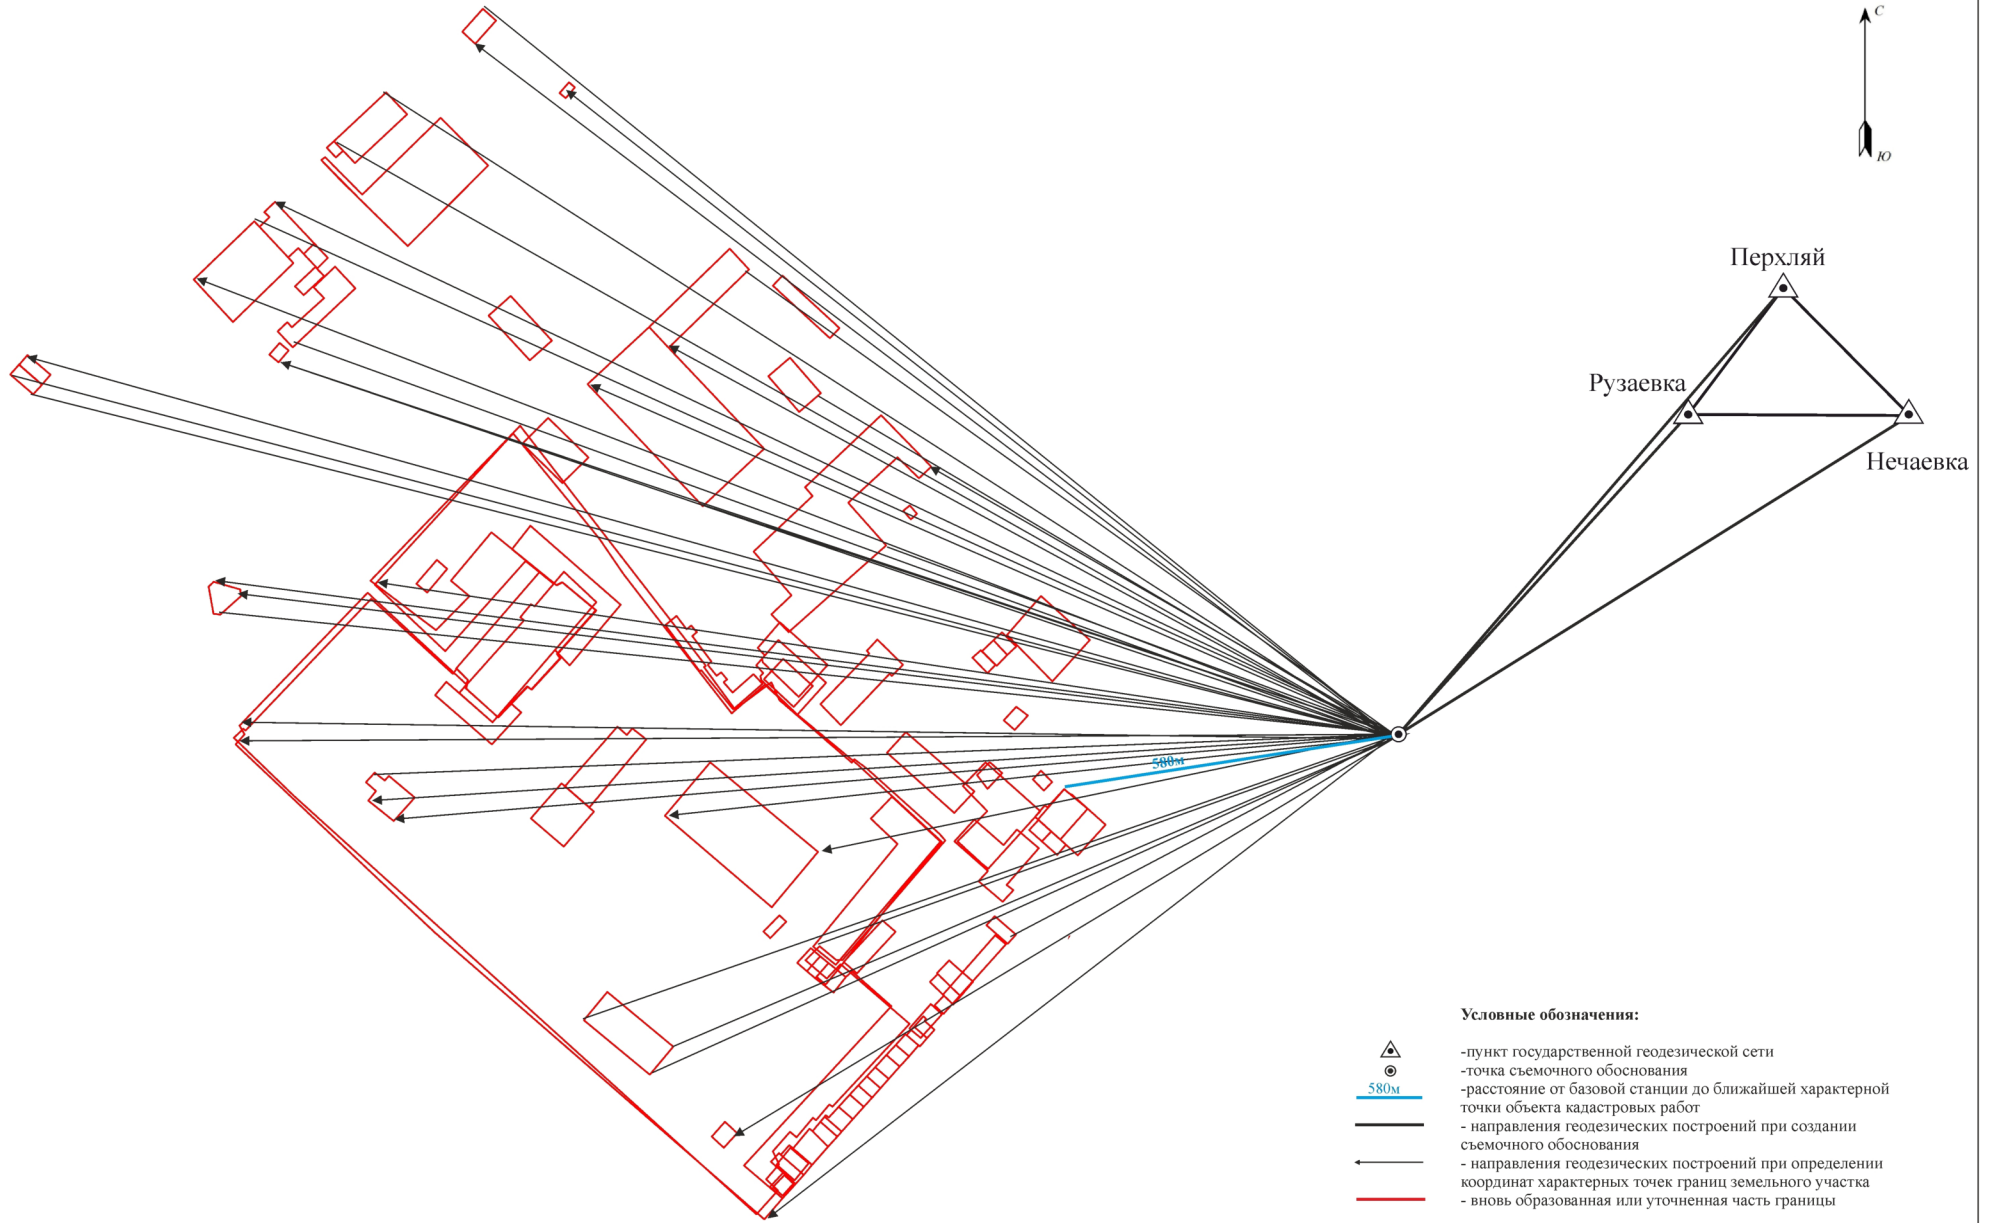 С
Ю
Перхляй
Рузаевка
Нечаевка
580м
Условные обозначения:
-пункт государственной геодезической сети
-точка съемочного обоснования
580м
-расстояние от базовой станции до ближайшей характерной
точки объекта кадастровых работ
- направления геодезических построений при создании
съемочного обоснования
- направления геодезических построений при определении
координат характерных точек границ земельного участка
- вновь образованная или уточненная часть границы